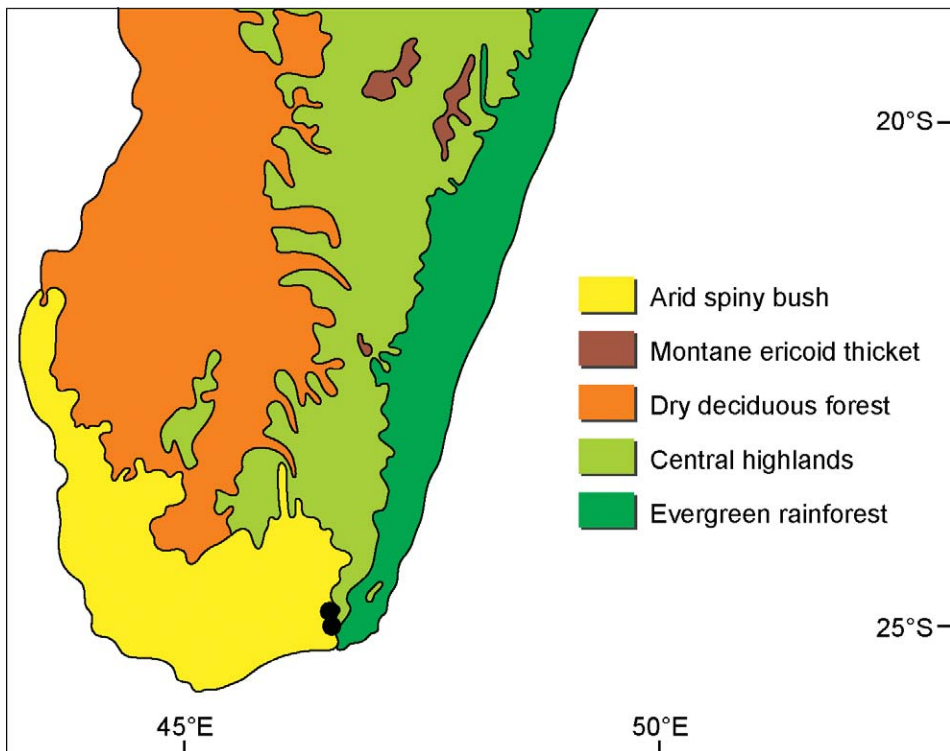 20°S
Arid spiny bush
Montane ericoid thicket
Dry deciduous forest
Central highlands
Evergreen rainforest
25°S
45°E
50°E